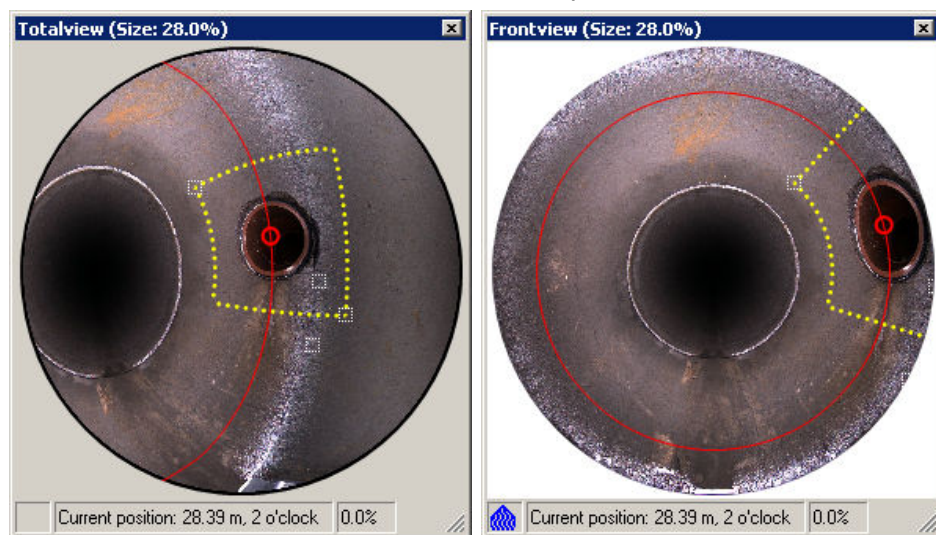 Totalview (Size: 28.0%)
Frontview (Size: 28.0%)
Current position: 28.39 m, 2 o'clock
0.0%
Current position: 28.39 m, 2 o'clock
0.0%